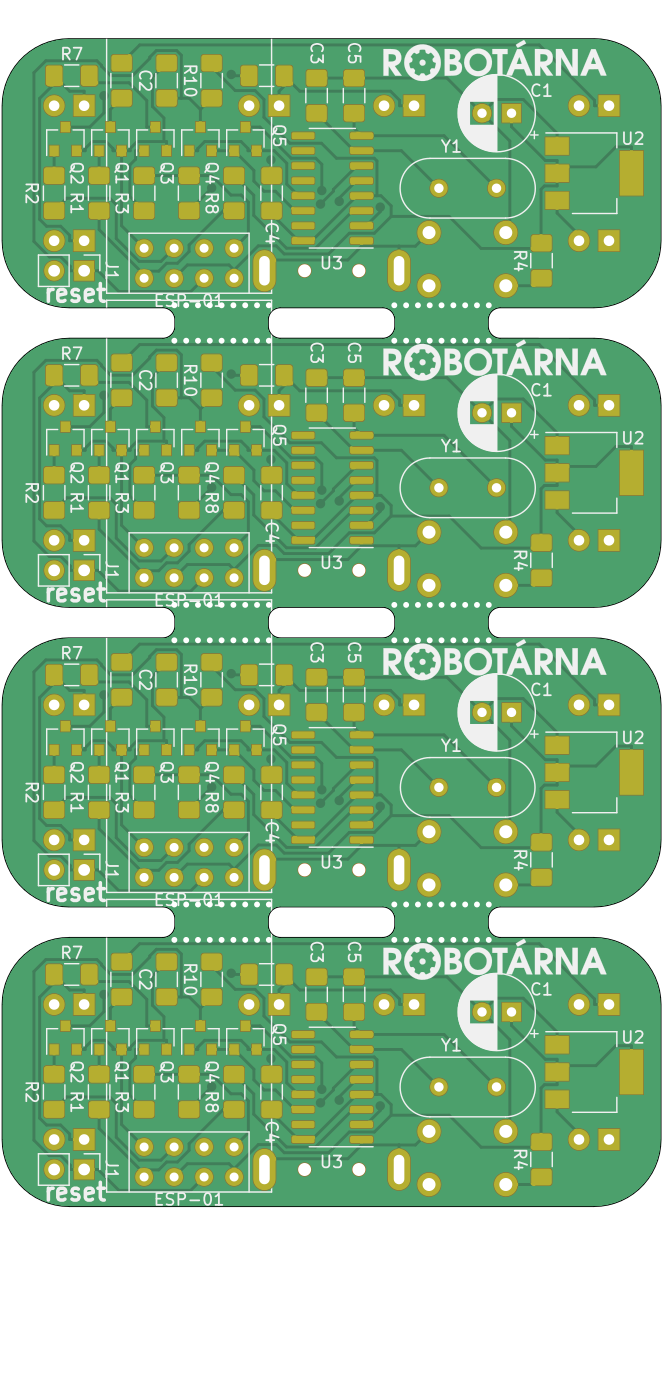 R7 C3 C5 ROBOTÁRNA
C2 R10 C1
Q5 + U2
Y1
R2 Q2 R1 Q1 R3 Q3 Q4 R8
C4 R4
J1 U3
reset ESP-01
R7 C3 C5 ROBOTÁRNA
C2 R10 C1
Q5 + U2
Y1
R2 Q2 R1 Q1 R3 Q3 Q4 R8
C4 R4
J1 U3
reset ESP-01
R7 C3 C5 ROBOTÁRNA
C2 R10 C1
Q5 + U2
Y1
R2 Q2 R1 Q1 R3 Q3 Q4 R8
C4 R4
J1 U3
reset ESP-01
R7 C3 C5 ROBOTÁRNA
C2 R10 C1
Q5 + U2
Y1
R2 Q2 R1 Q1 R3 Q3 Q4 R8
C4 R4
J1 U3
reset ESP-01